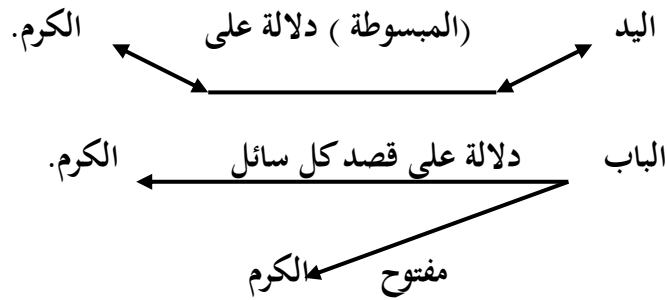 اليد (المبسوطة ) دلالة على الكرم.
الباب دلالة على قصد كل سائل الكرم.
مفتوح الكرم